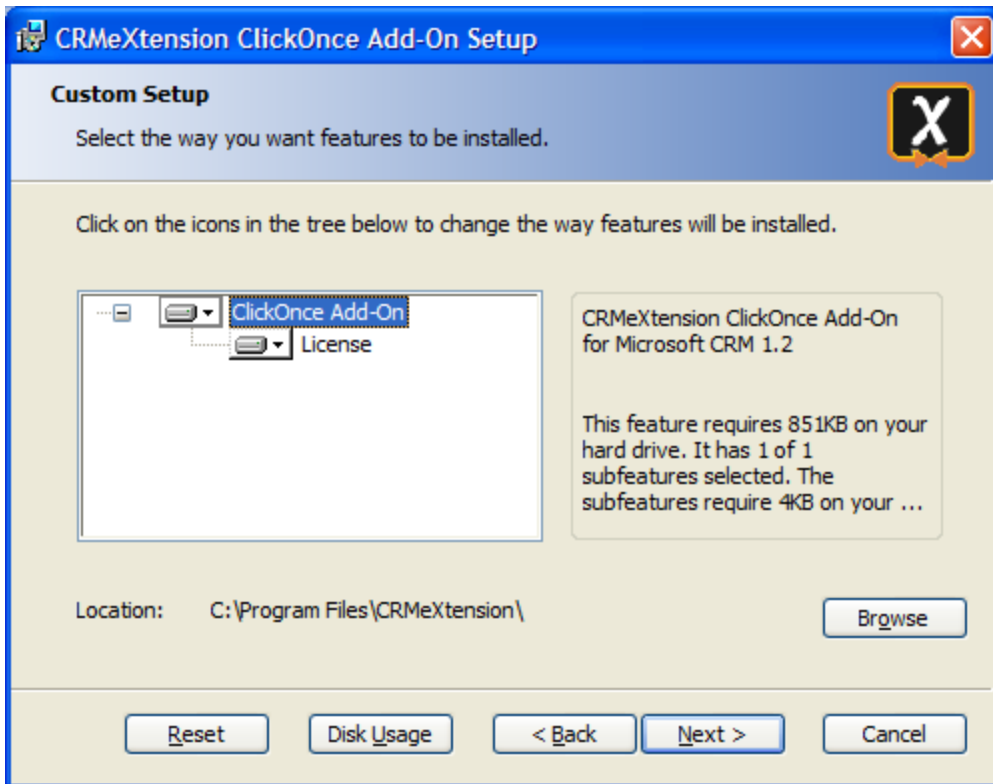 CRMeXtension ClickOnce Add-On Setup
Custom Setup
Select the way you want features to be installed.
X
Click on the icons in the tree below to change the way features will be installed.
ClickOnce Add-On
License
CRMeXtension ClickOnce Add-On
for Microsoft CRM 1.2
This feature requires 851KB on your
hard drive. It has 1 of 1
subfeatures selected. The
subfeatures require 4KB on your ...
Location: C:\Program Files\CRMeXtension\
Browse
Reset Disk Usage < Back Next > Cancel